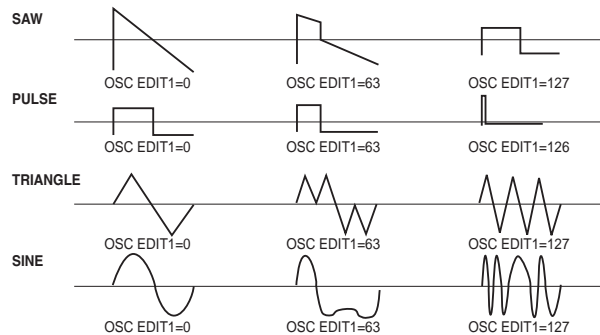 SAW
OSC EDIT1=0 OSC EDIT1=63 OSC EDIT1=127
PULSE
OSC EDIT1=0 OSC EDIT1=63 OSC EDIT1=126
TRIANGLE
OSC EDIT1=0 OSC EDIT1=63 OSC EDIT1=127
SINE
OSC EDIT1=0 OSC EDIT1=63 OSC EDIT1=127